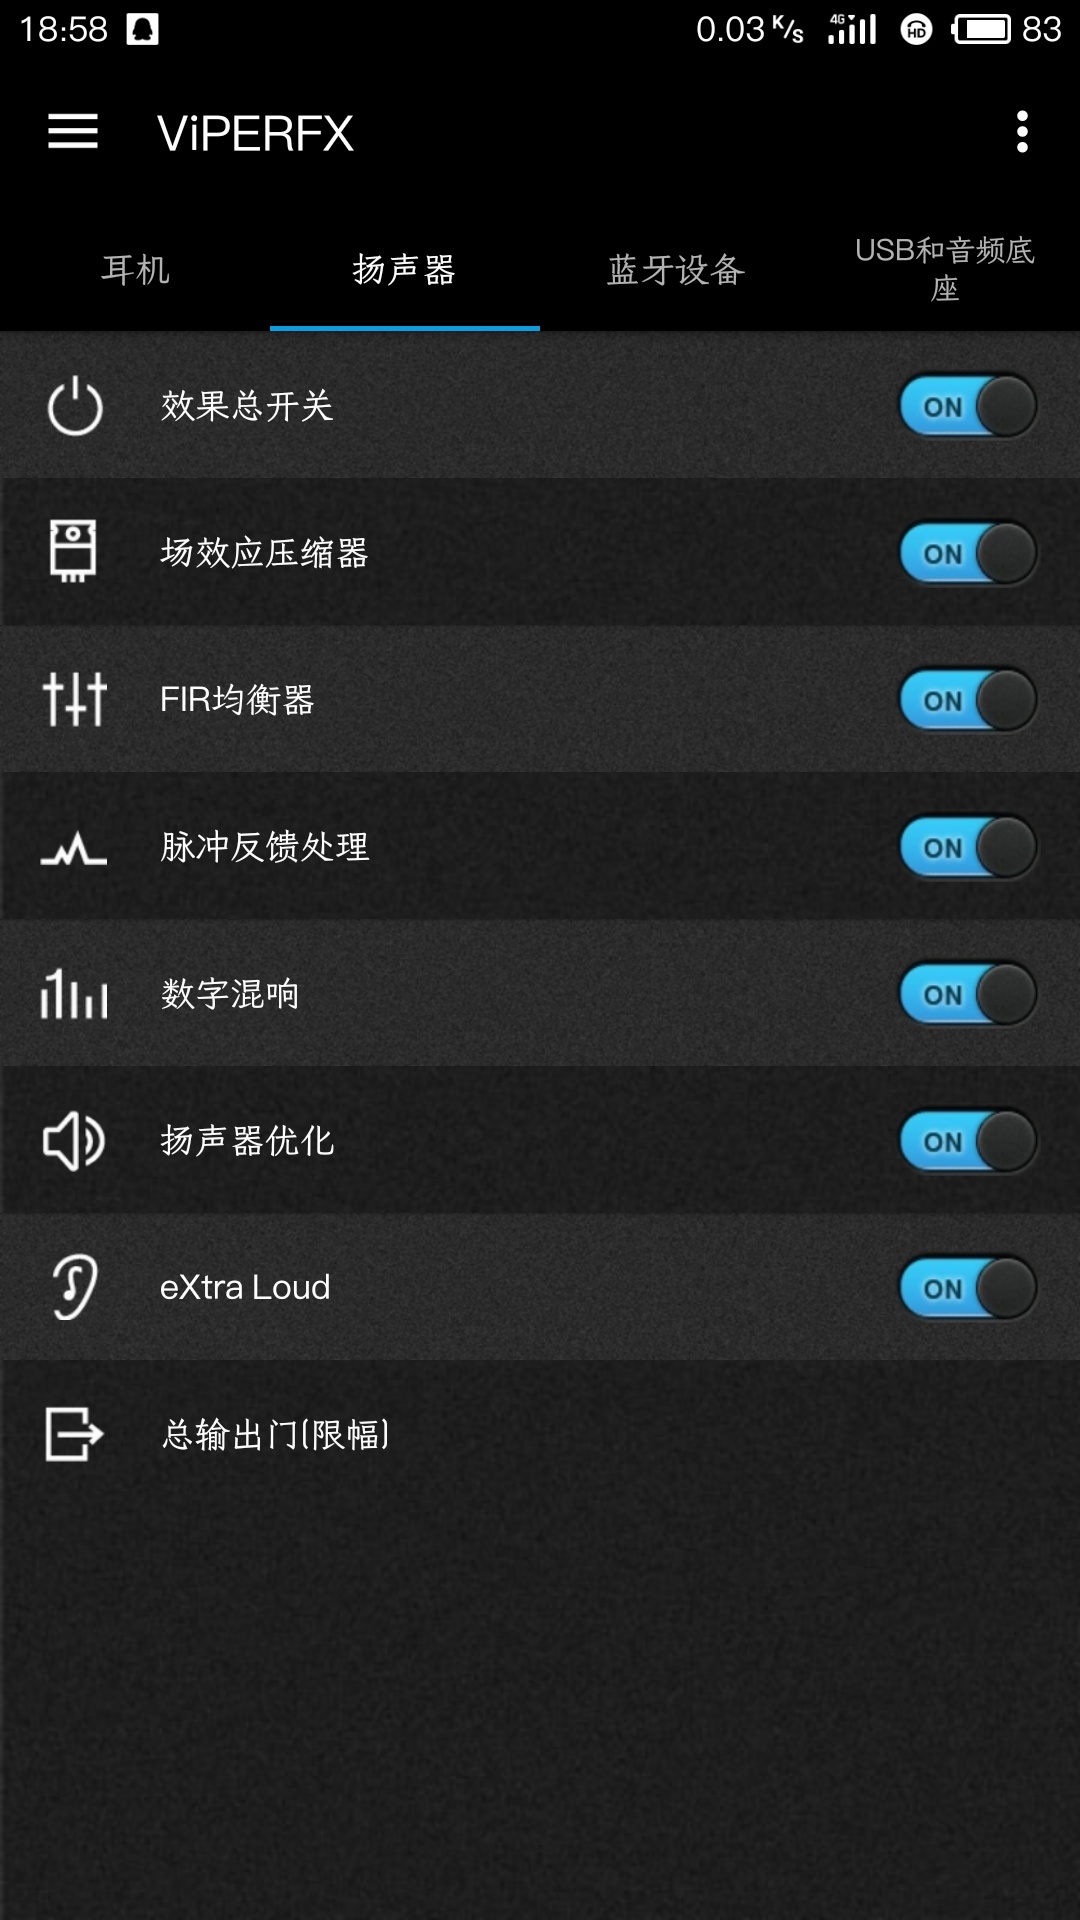 18:58 0.03 K/s 4G HD 83
ViPERFX
耳机 扬声器 蓝牙设备 USB和音频底
座
效果总开关 ON
场效应压缩器 ON
FIR均衡器 ON
脉冲反馈处理 ON
数字混响 ON
扬声器优化 ON
eXtra Loud ON
总输出门(限幅)